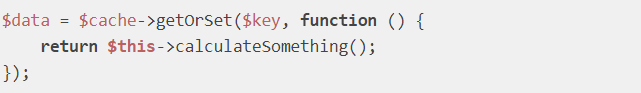 $data = $cache->getOrSet($key, function () {
    return $this->calculateSomething();
});